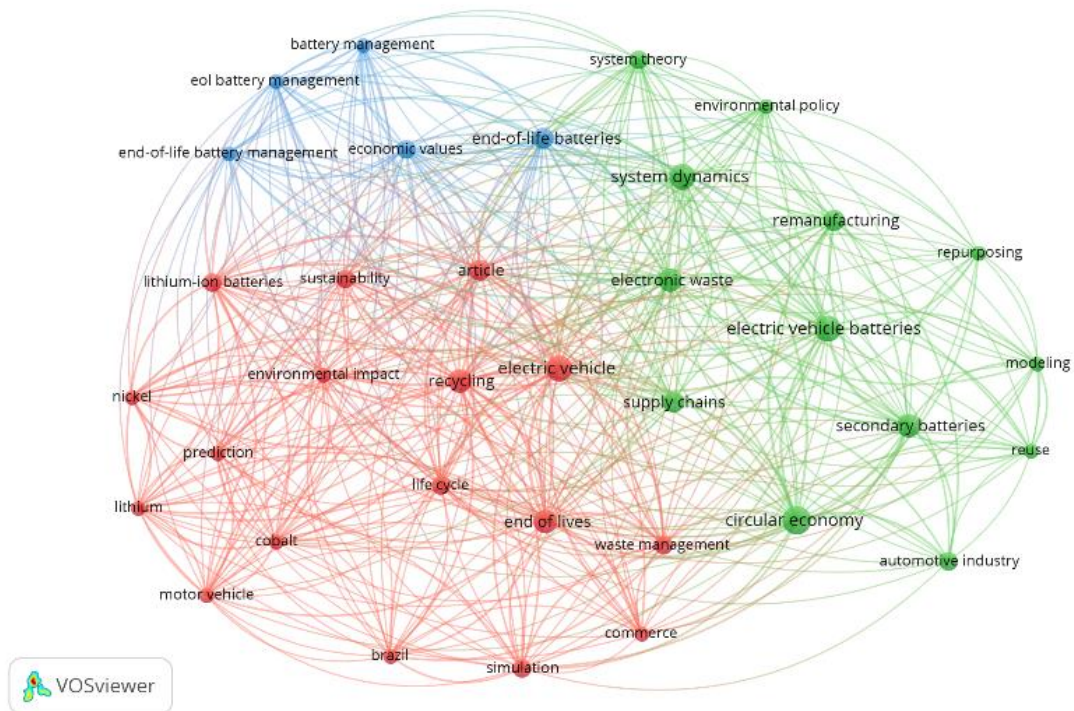 battery management
system theory
eol battery management
environmental policy
end-of-life batteries
economic values
end-of-life battery management
system dynamics
remanufacturing
repurposing
article
sustainability
lithium-ion batteries
electronic waste
electric vehicle batteries
modeling
electric vehicle
environmental impact
recycling
nickel
supply chains
secondary batteries
reuse
prediction
life cycle
lithium
end of lives
circular economy
cobalt
waste management
automotive industry
motor vehicle
commerce
brazil
simulation
VOSviewer